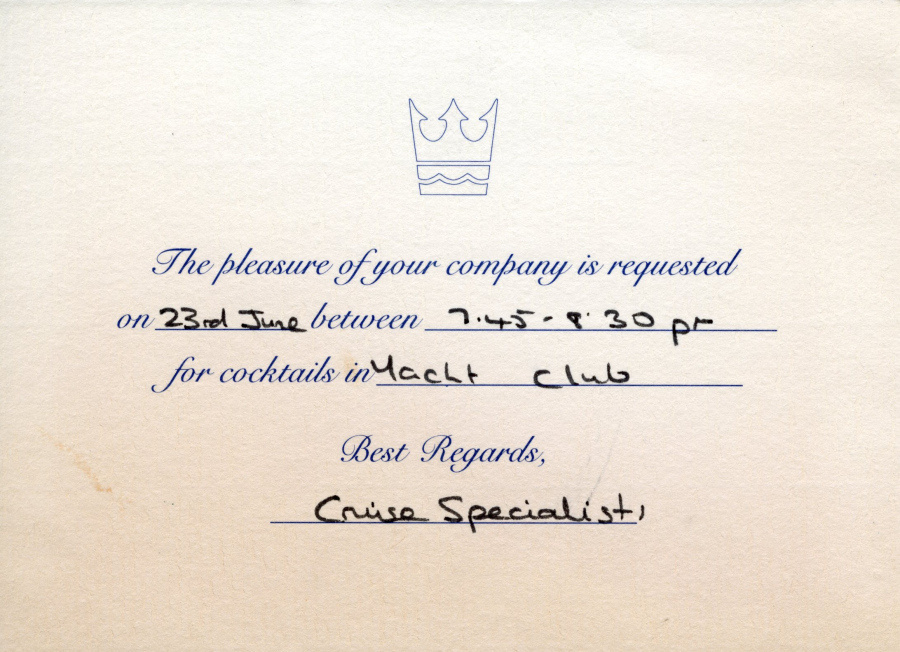 The pleasure of your company is requested
on 23rd June between 7.45 - 8.30 pm
for cocktails in Yacht Club
Best Regards,
Cruise Specialists